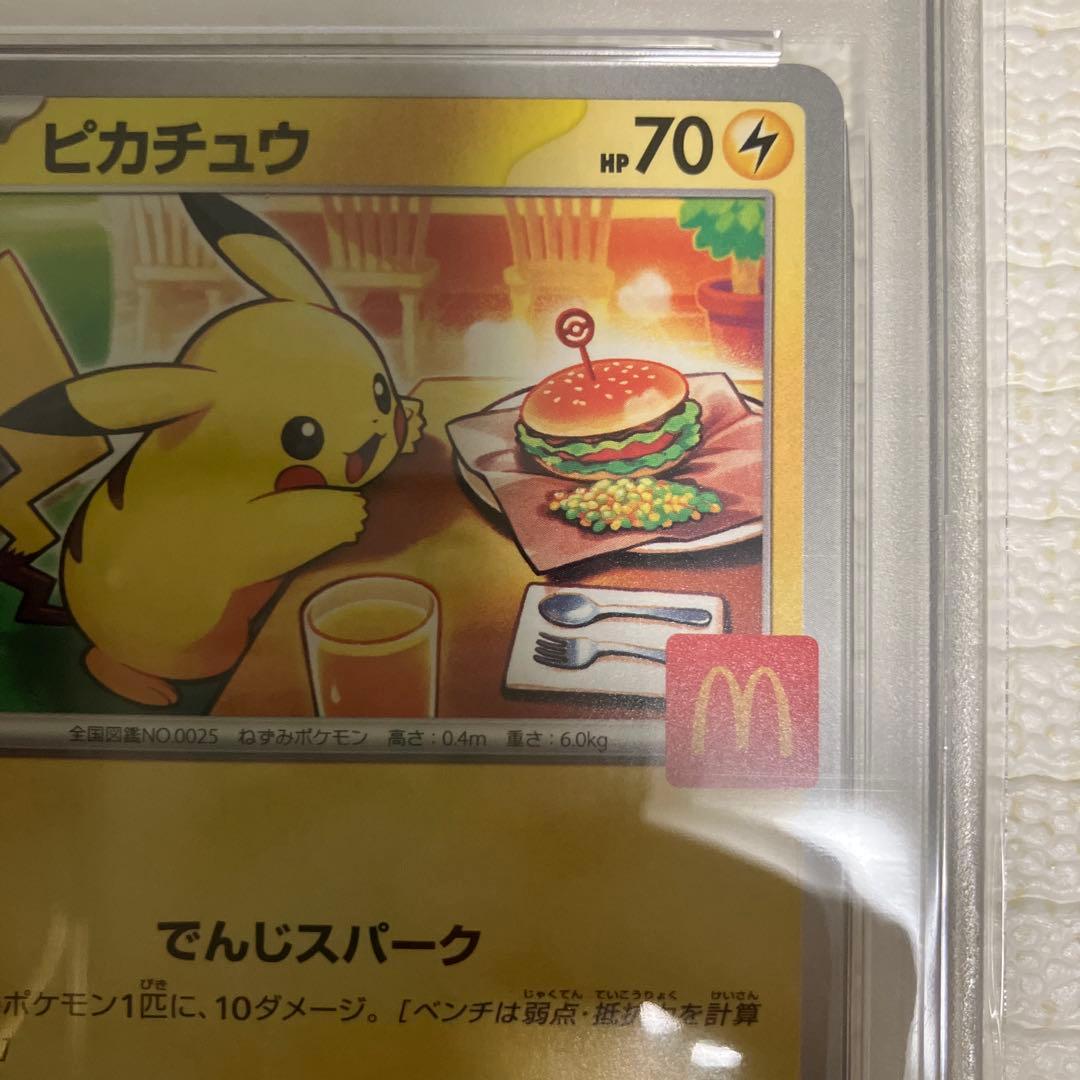 ピカチュウ
HP 70
全国図鑑NO.0025 ねずみポケモン 高さ:0.4m 重さ:6.0kg
M
でんじスパーク
ポケモン1匹に、10ダメージ。[ベンチは弱点・抵抗力を計算
]